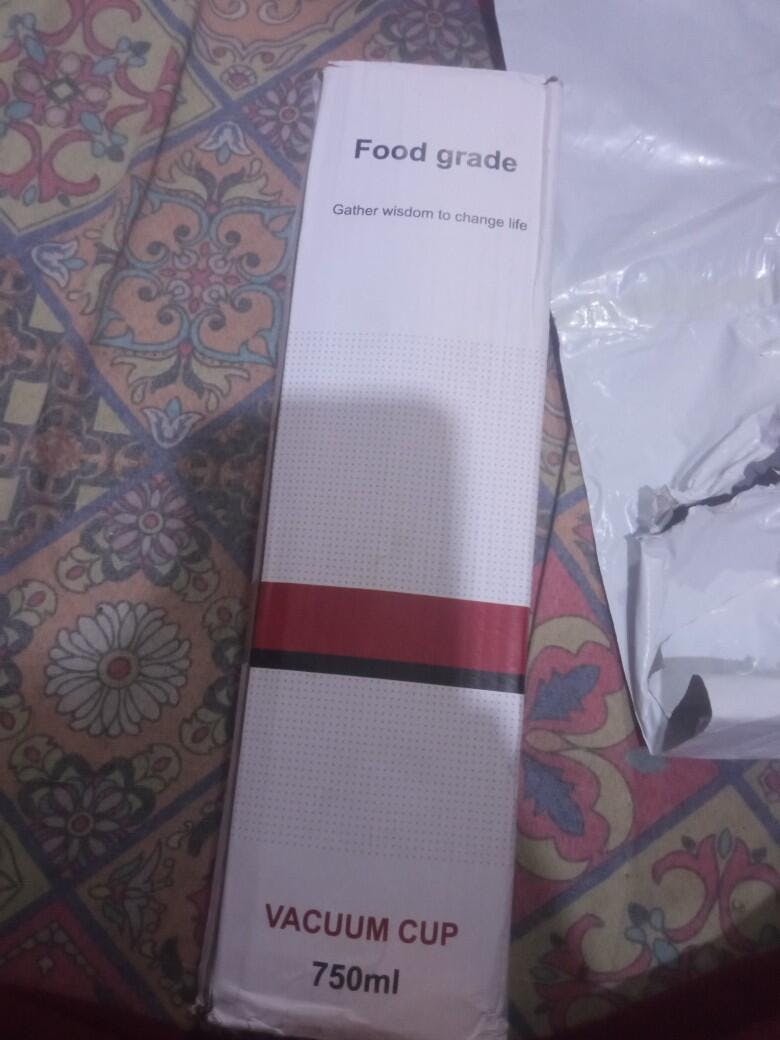 Food grade
Gather wisdom to change life
VACUUM CUP
750ml